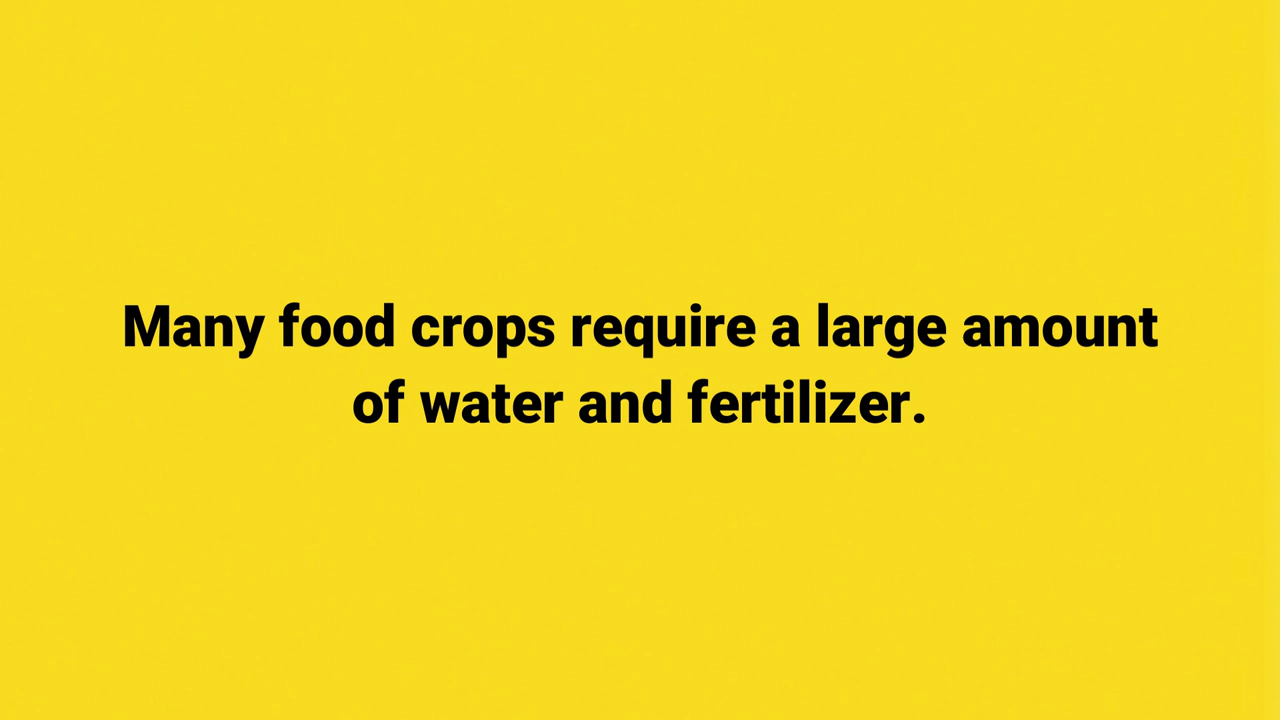 Many food crops require a large amount
of water and fertilizer.